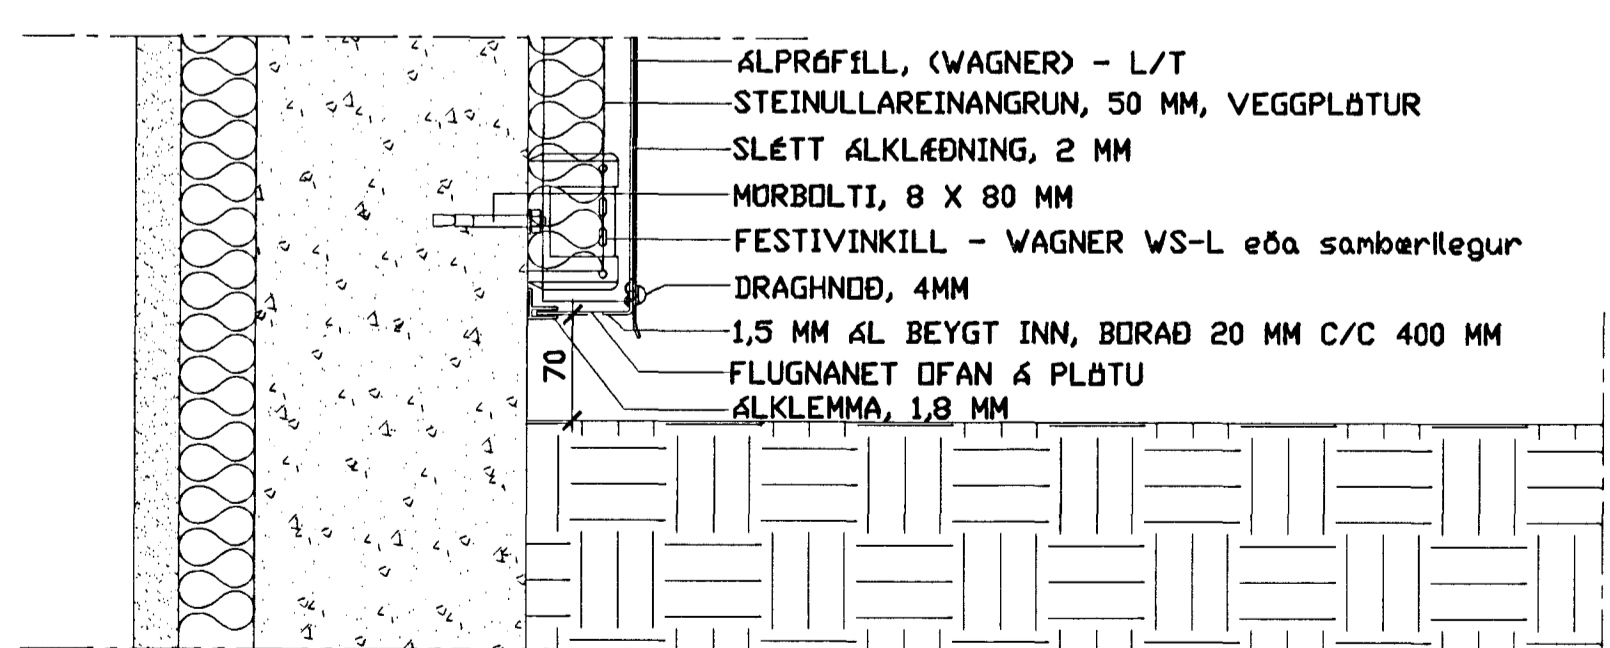 ÁLPRÓFÍLL, (WAGNER) - L/T
STEINULLAREINANGRUN, 50 MM, VEGGPLÖTUR
SLÉTT ÁLKLÆÐNING, 2 MM
MÚRBOLTI, 8 X 80 MM
FESTIVINKILL - WAGNER WS-L eða sambærilegur
DRAGHNOÐ, 4MM
1,5 MM ÁL BEYGT INN, BORAÐ 20 MM C/C 400 MM
FLUGNANET OFAN Á PLÖTU
ÁLKLEMMA, 1,8 MM
70